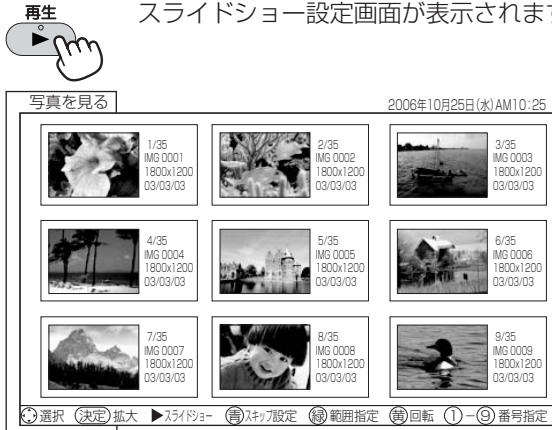 再生
スライドショー設定画面が表示されます
写真を見る
2006年10月25日(水)AM10:25
1/35
IMG 0001
1800x1200
03/03/03
2/35
IMG 0002
1800x1200
03/03/03
3/35
IMG 0003
1800x1200
03/03/03
4/35
IMG 0004
1800x1200
03/03/03
5/35
IMG 0005
1800x1200
03/03/03
6/35
IMG 0006
1800x1200
03/03/03
7/35
IMG 0007
1800x1200
03/03/03
8/35
IMG 0008
1800x1200
03/03/03
9/35
IMG 0009
1800x1200
03/03/03
選択 決定 拡大 ▶スライドショー 青 スキップ設定 緑 範囲指定 黄 回転 ①−⑨ 番号指定